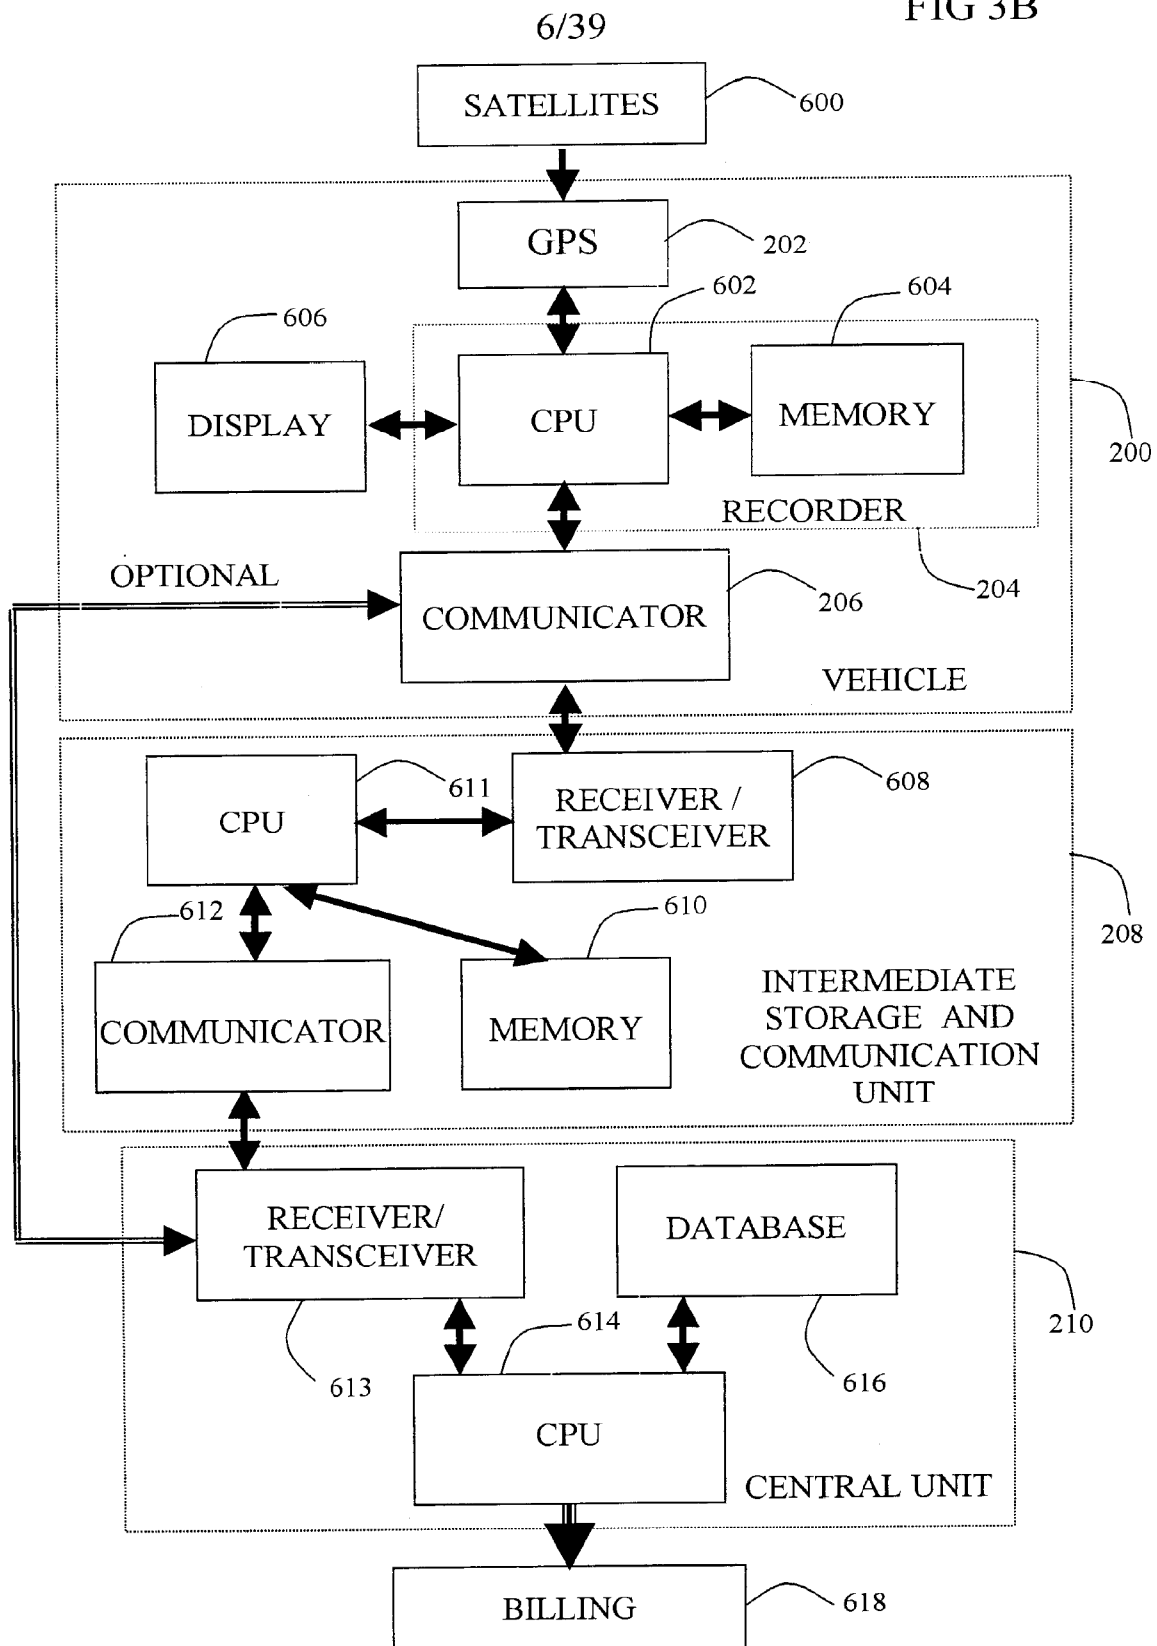 FIG 3B
6/39
SATELLITES
600
GPS
202
602
604
606
DISPLAY
CPU
MEMORY
200
RECORDER
204
OPTIONAL
COMMUNICATOR
206
VEHICLE
CPU
611
RECEIVER /
TRANSCEIVER
608
612
610
208
COMMUNICATOR
MEMORY
INTERMEDIATE
STORAGE AND
COMMUNICATION
UNIT
RECEIVER/
TRANSCEIVER
DATABASE
210
613
614
616
CPU
CENTRAL UNIT
BILLING
618